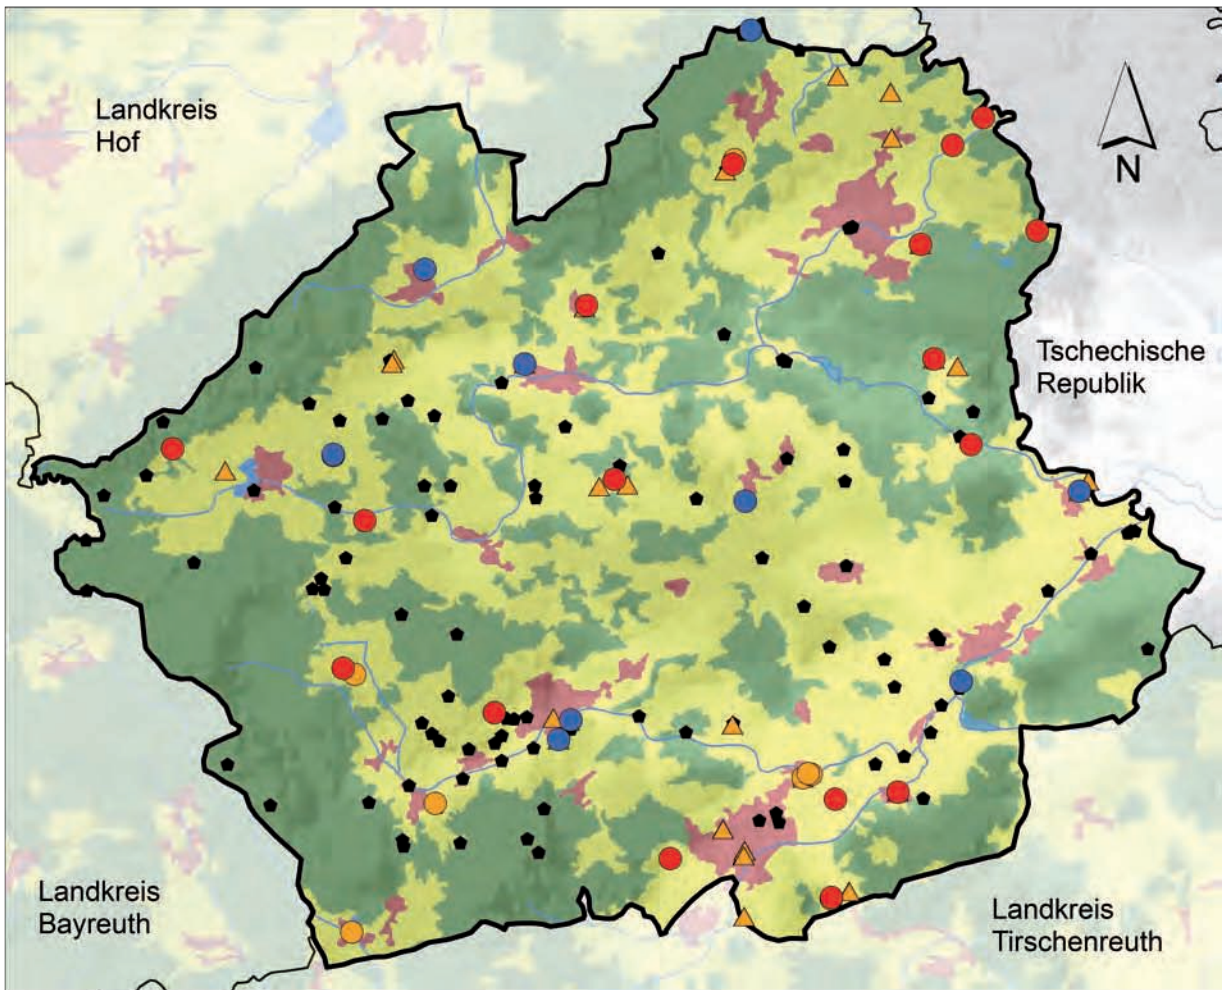 Landkreis
Hof
N
Tschechische
Republik
Landkreis
Bayreuth
Landkreis
Tirschenreuth